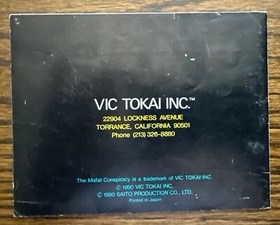 VIC TOKAI INC.™
22904 LOCKNESS AVENUE
TORRANCE, CALIFORNIA 90501
Phone (213) 326-8880
The Mafat Conspiracy is a trademark of VIC TOKAI INC.
© 1990 VIC TOKAI INC.
© 1990 SAITO PRODUCTION CO., LTD.
Printed in Japan